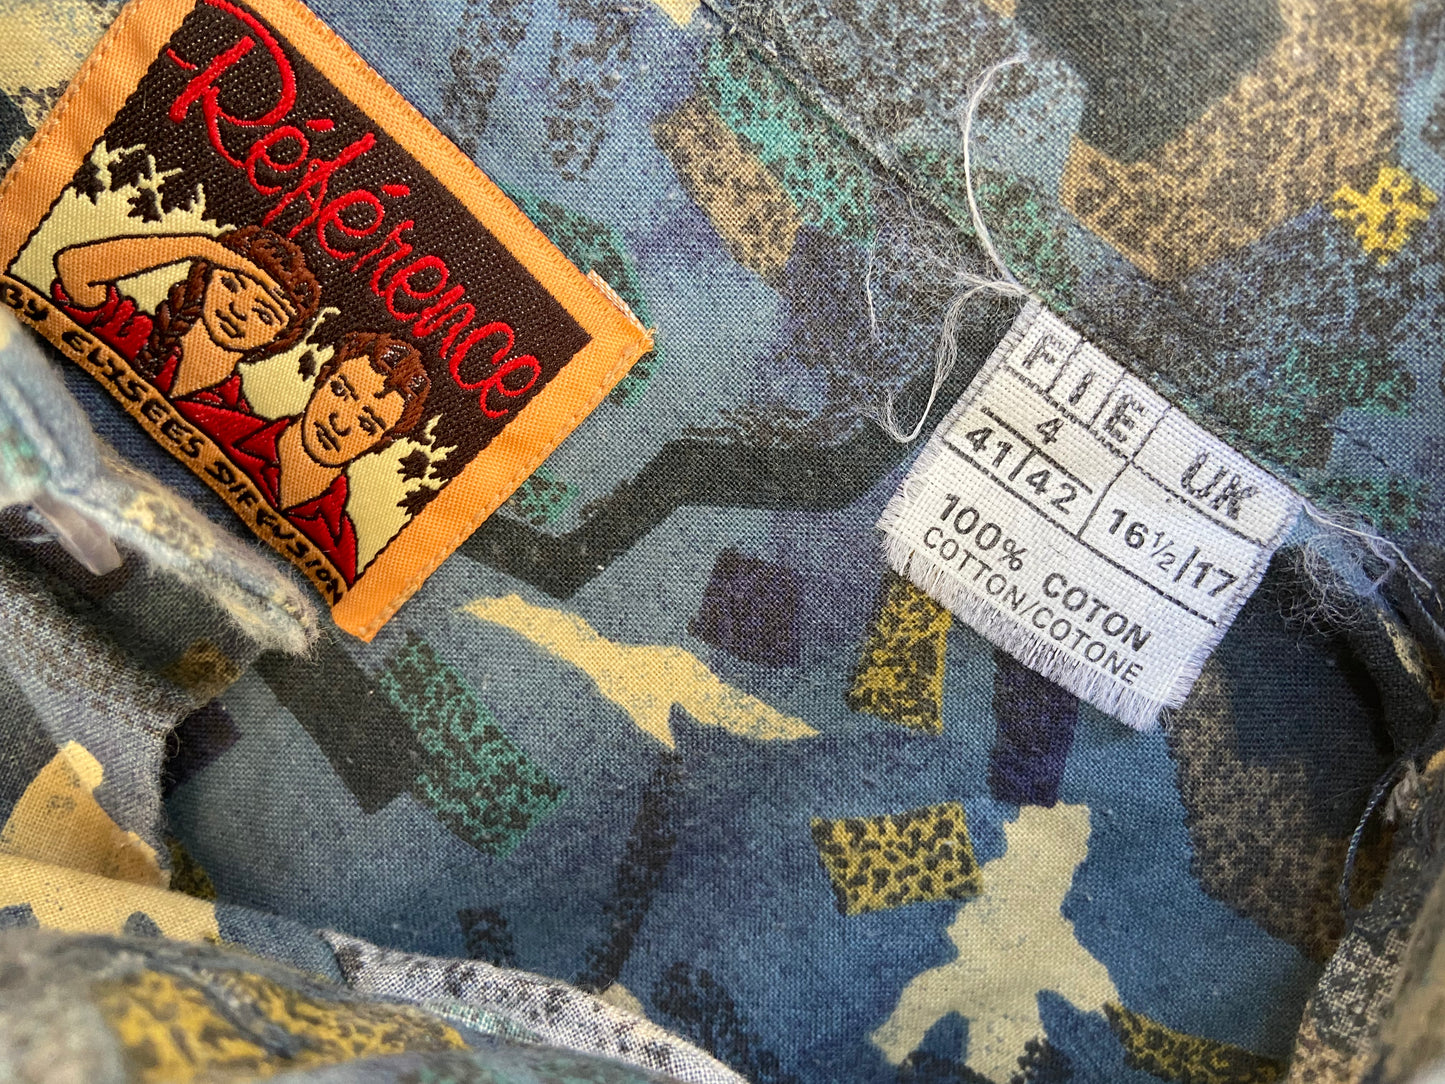 Référence
BY ELYSEES DIFFUSION
F I E UK
4
41/42 16½/17
100% COTON
COTTON/COTONE